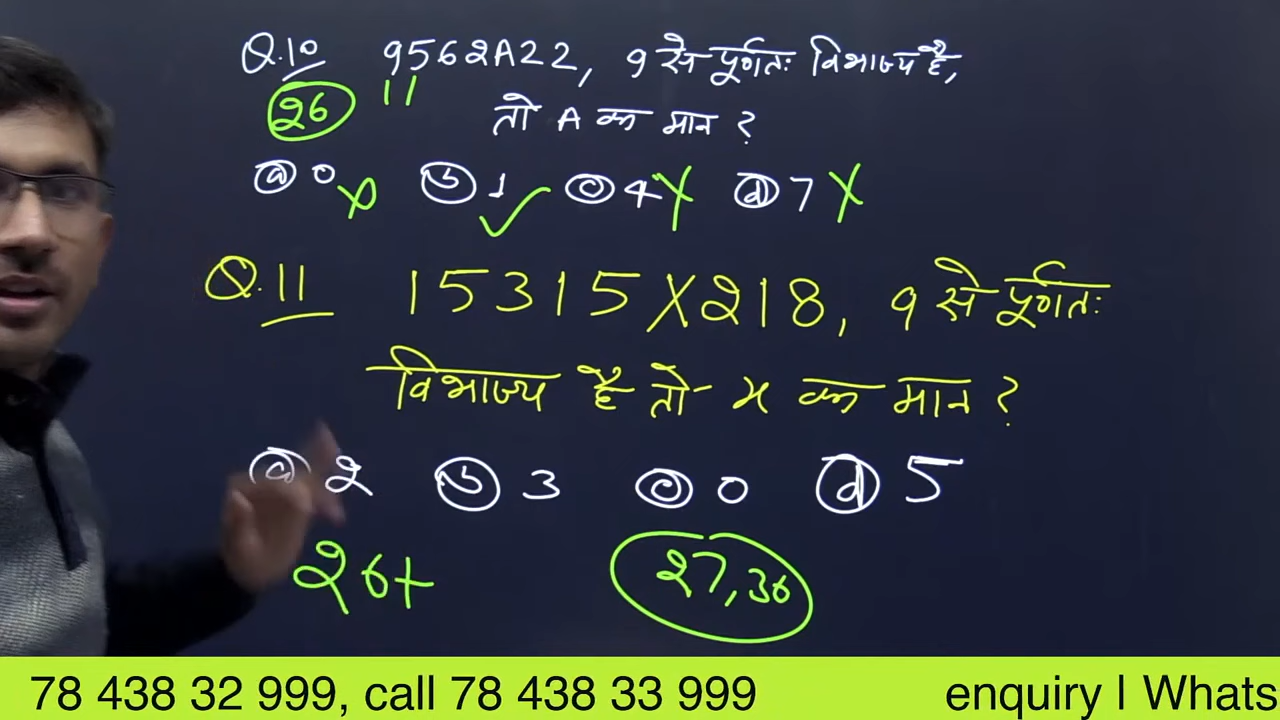 Q.10 9562A22, 9 से पूर्णतः विभाज्य है,
26 11 तो A का मान ?
ⓐ 0 ⓑ 1 ✓ ⓒ 4 ⓓ 7
Q.11 15315X218, 9 से पूर्णतः
विभाज्य है तो x का मान ?
ⓐ 2 ⓑ 3 ⓒ 0 ⓓ 5
26+ 27,36
78 438 32 999, call 78 438 33 999 enquiry | Whats